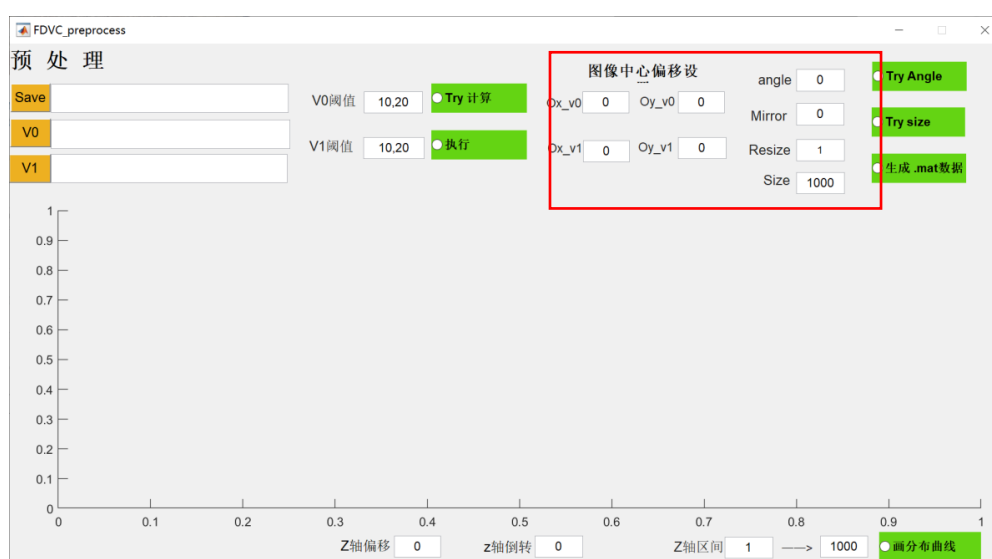 FDVC_preprocess
预 处 理
Save
V0
V1
V0阈值 10,20 Try 计算
V1阈值 10,20 执行
图像中心偏移设
Ox_v0 0 Oy_v0 0
Ox_v1 0 Oy_v1 0
angle 0
Mirror 0
Resize 1
Size 1000
Try Angle
Try size
生成 .mat数据
1
0.9
0.8
0.7
0.6
0.5
0.4
0.3
0.2
0.1
0
0 0.1 0.2 0.3 0.4 0.5 0.6 0.7 0.8 0.9 1
Z轴偏移 0 z轴倒转 0 Z轴区间 1 ——> 1000 画分布曲线